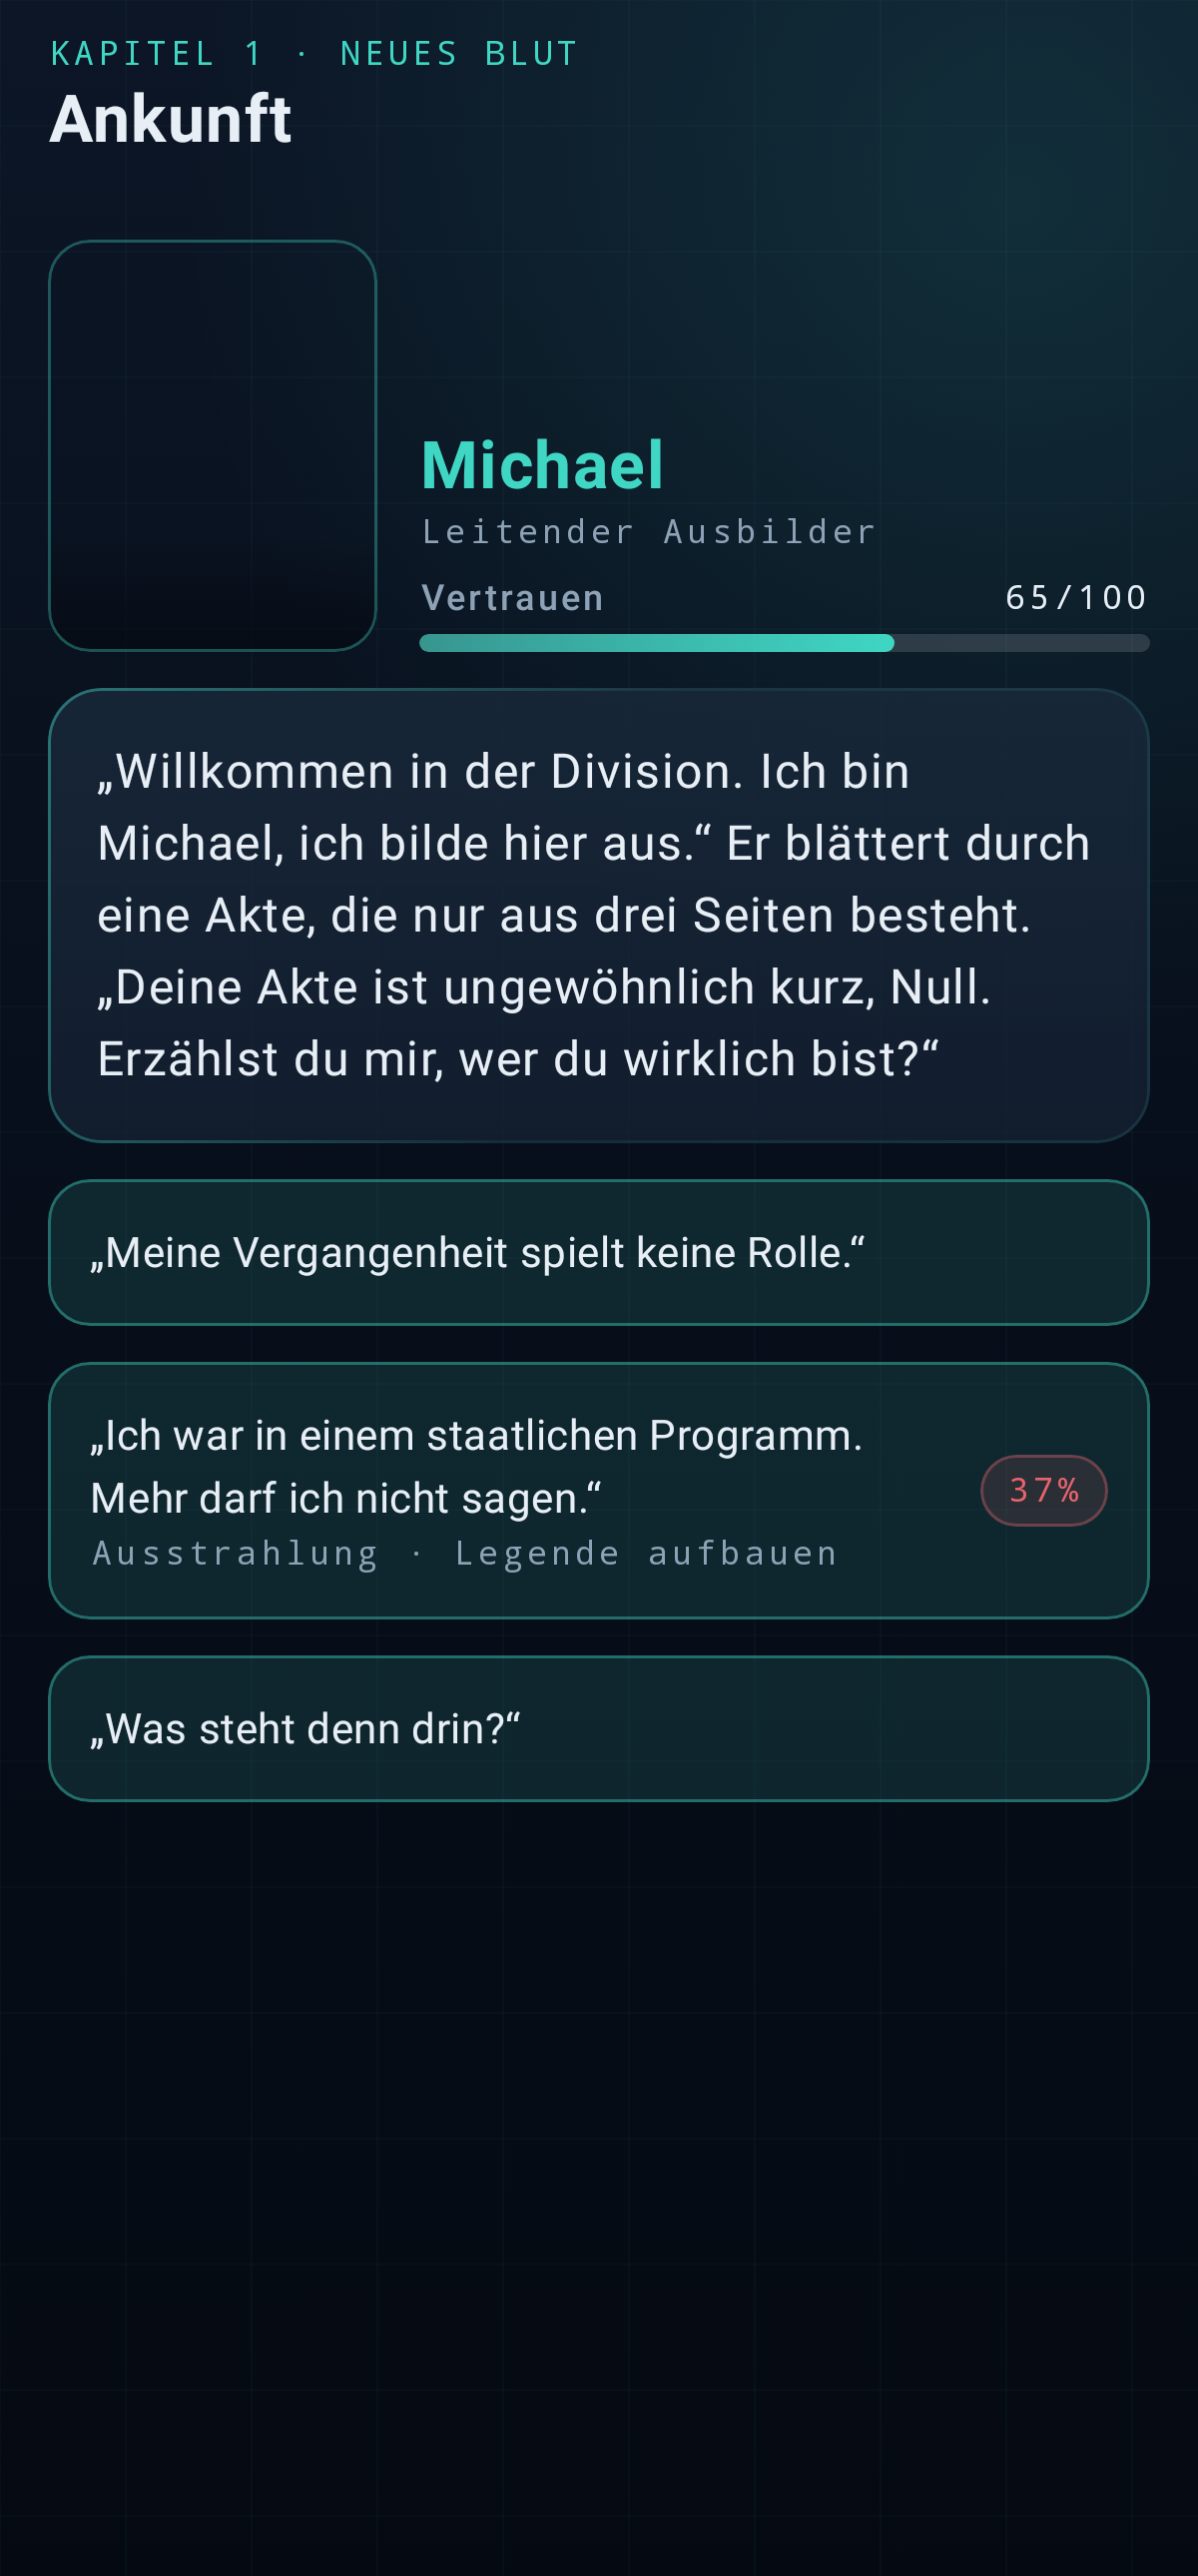 KAPITEL 1 · NEUES BLUT
Ankunft
Michael
Leitender Ausbilder
Vertrauen 65/100
„Willkommen in der Division. Ich bin
Michael, ich bilde hier aus.“ Er blättert durch
eine Akte, die nur aus drei Seiten besteht.
„Deine Akte ist ungewöhnlich kurz, Null.
Erzählst du mir, wer du wirklich bist?“
„Meine Vergangenheit spielt keine Rolle.“
„Ich war in einem staatlichen Programm.
Mehr darf ich nicht sagen.“
37%
Ausstrahlung · Legende aufbauen
„Was steht denn drin?“